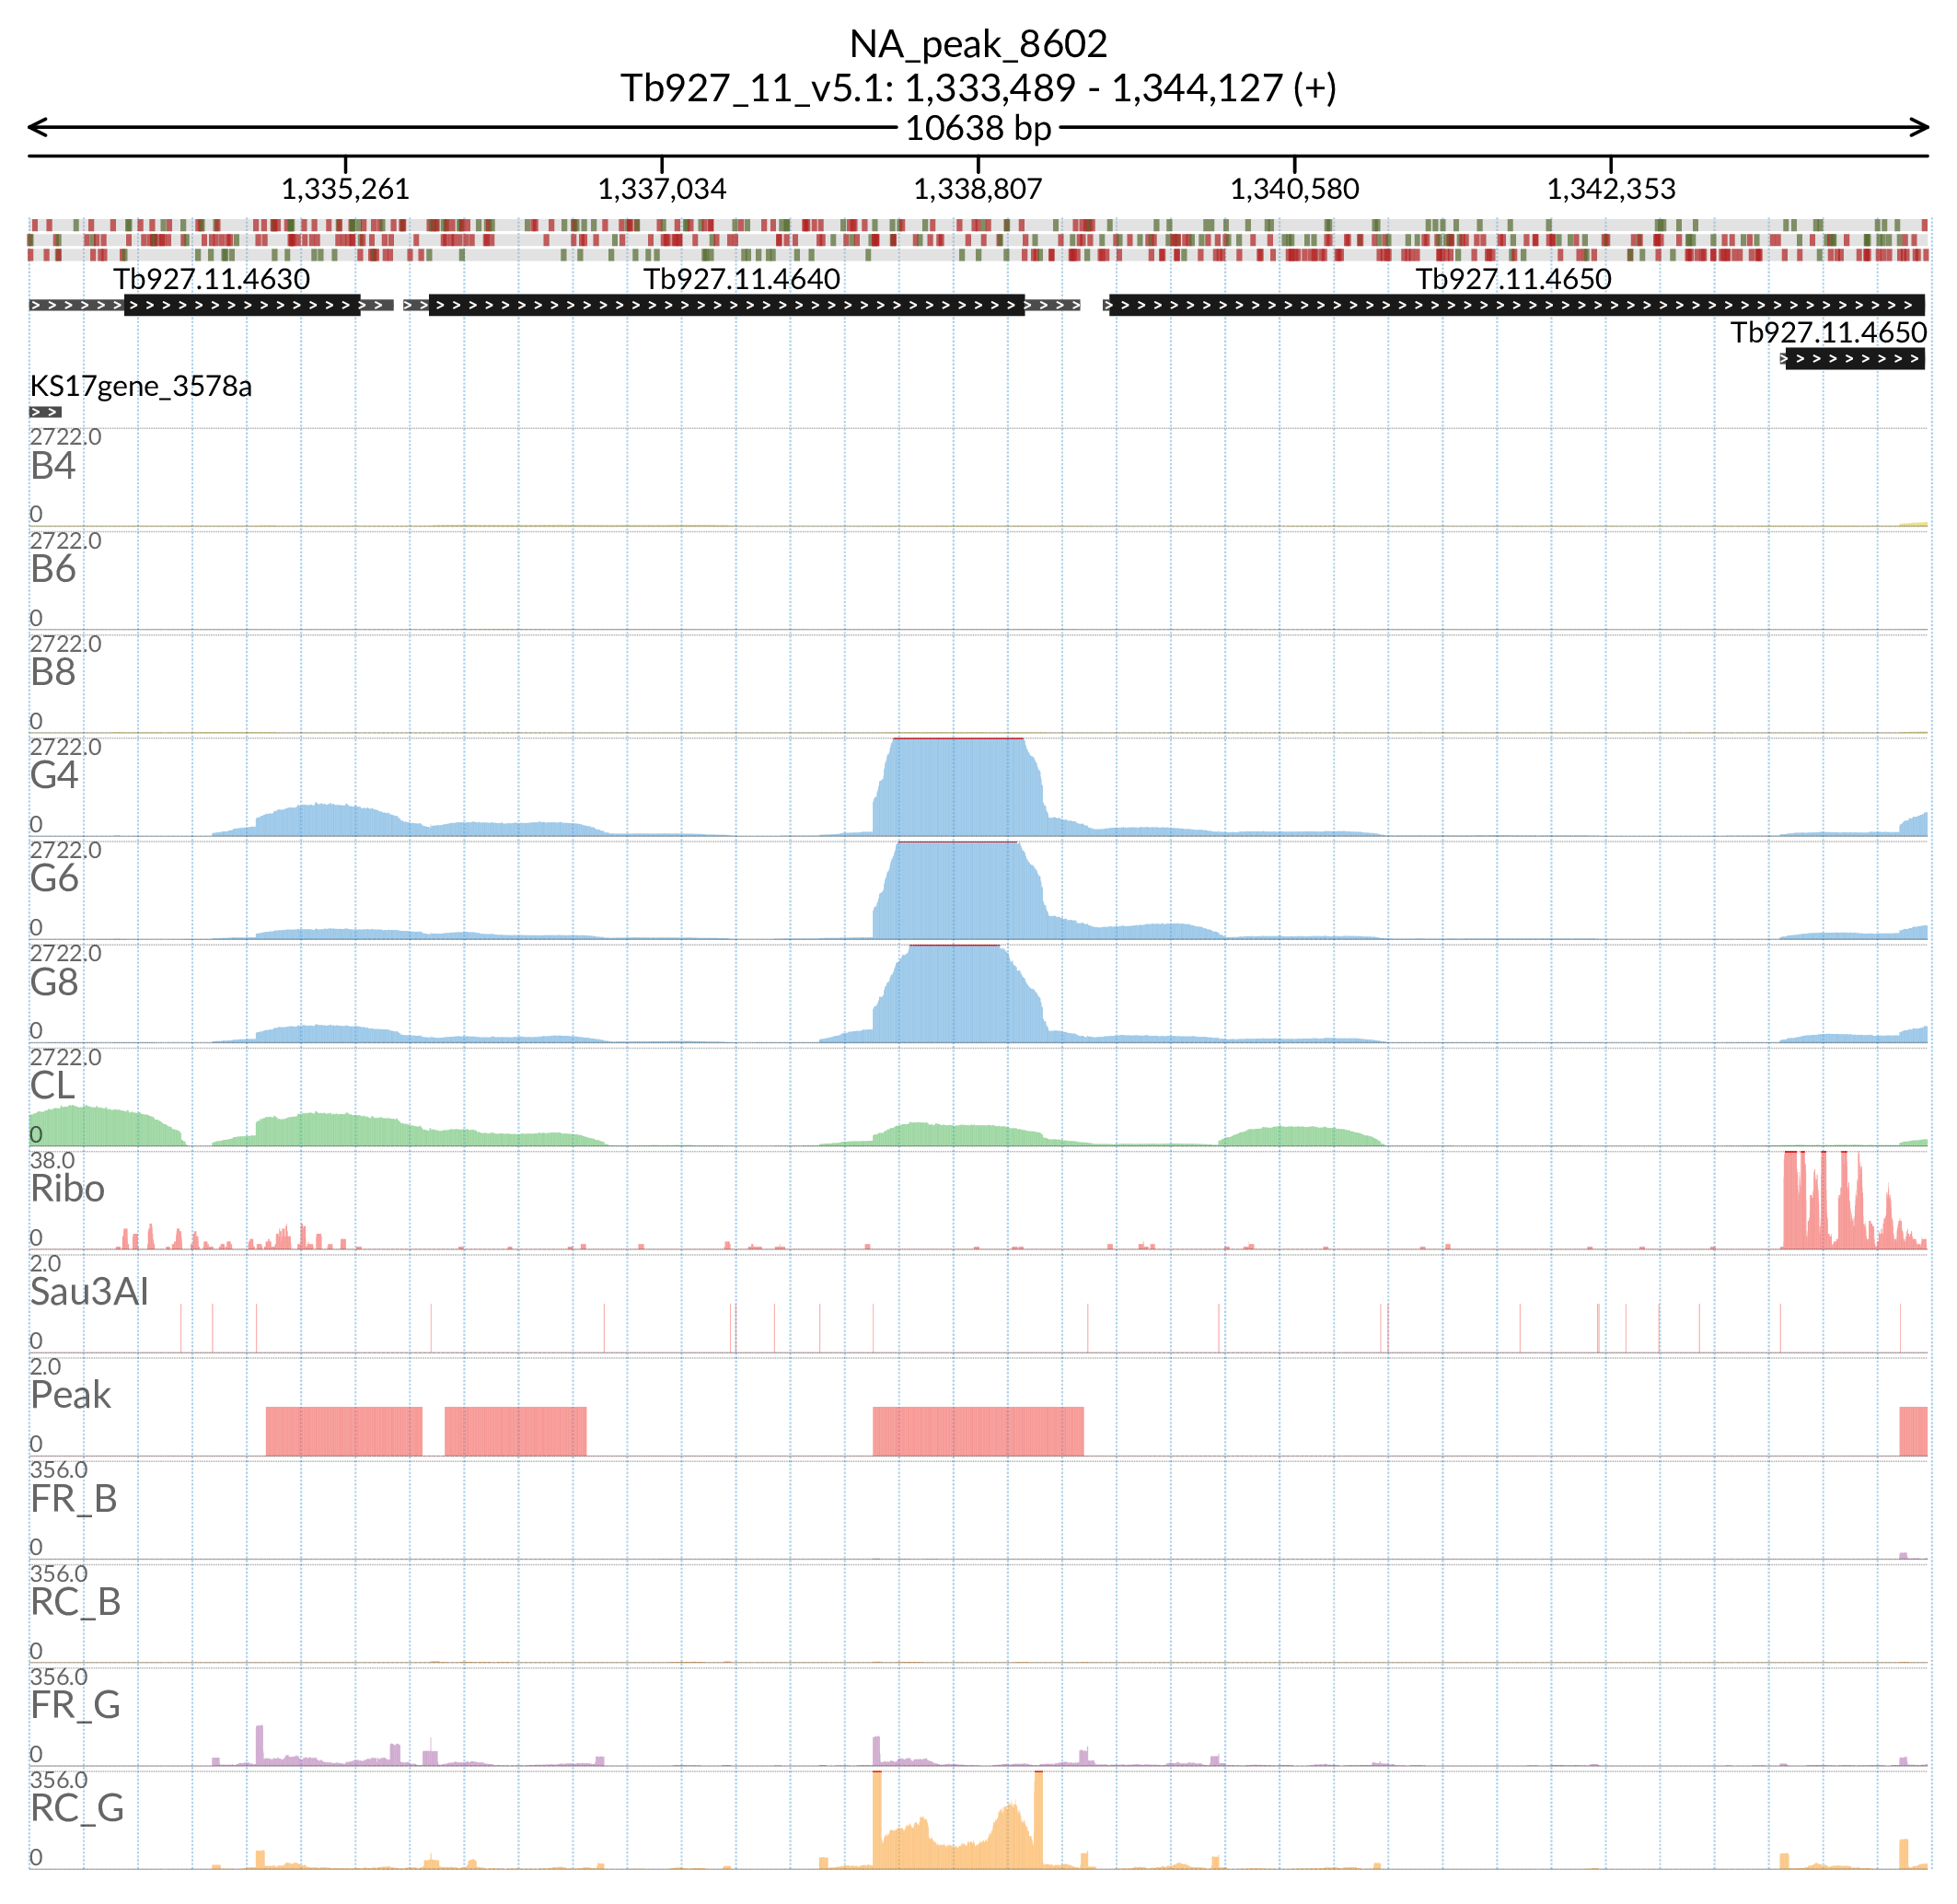 NA_peak_8602
Tb927_11_v5.1: 1,333,489 - 1,344,127 (+)
10638 bp
1,335,261 1,337,034 1,338,807 1,340,580 1,342,353
Tb927.11.4630 Tb927.11.4640 Tb927.11.4650
Tb927.11.4650
KS17gene_3578a
2722.0
B4
0
2722.0
B6
0
2722.0
B8
0
2722.0
G4
0
2722.0
G6
0
2722.0
G8
0
2722.0
CL
0
38.0
Ribo
0
2.0
Sau3AI
0
2.0
Peak
0
356.0
FR_B
0
356.0
RC_B
0
356.0
FR_G
0
356.0
RC_G
0